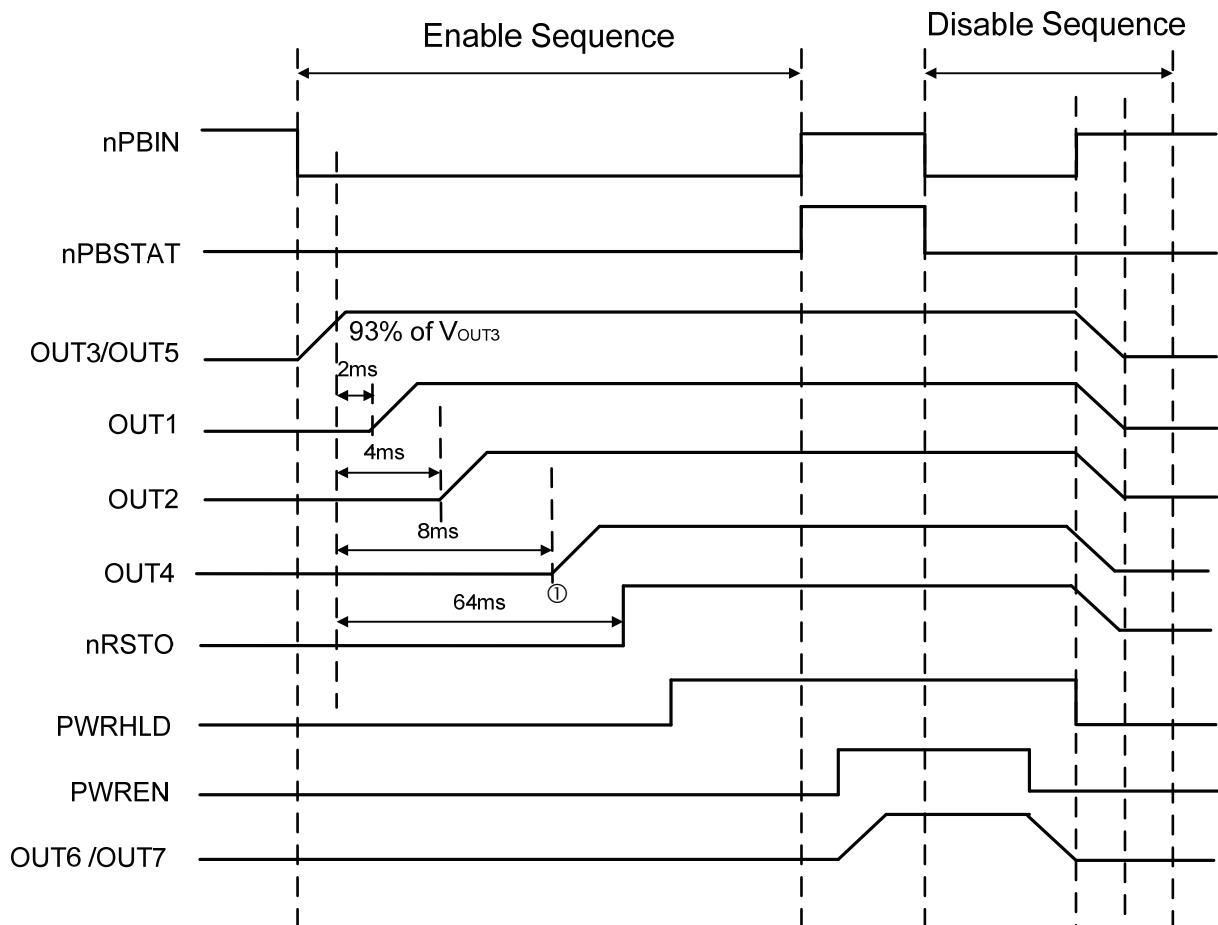 Enable Sequence
Disable Sequence
nPBIN
nPBSTAT
93% of VOUT3
OUT3/OUT5
2ms
OUT1
4ms
OUT2
8ms
OUT4
①
64ms
nRSTO
PWRHLD
PWREN
OUT6 /OUT7